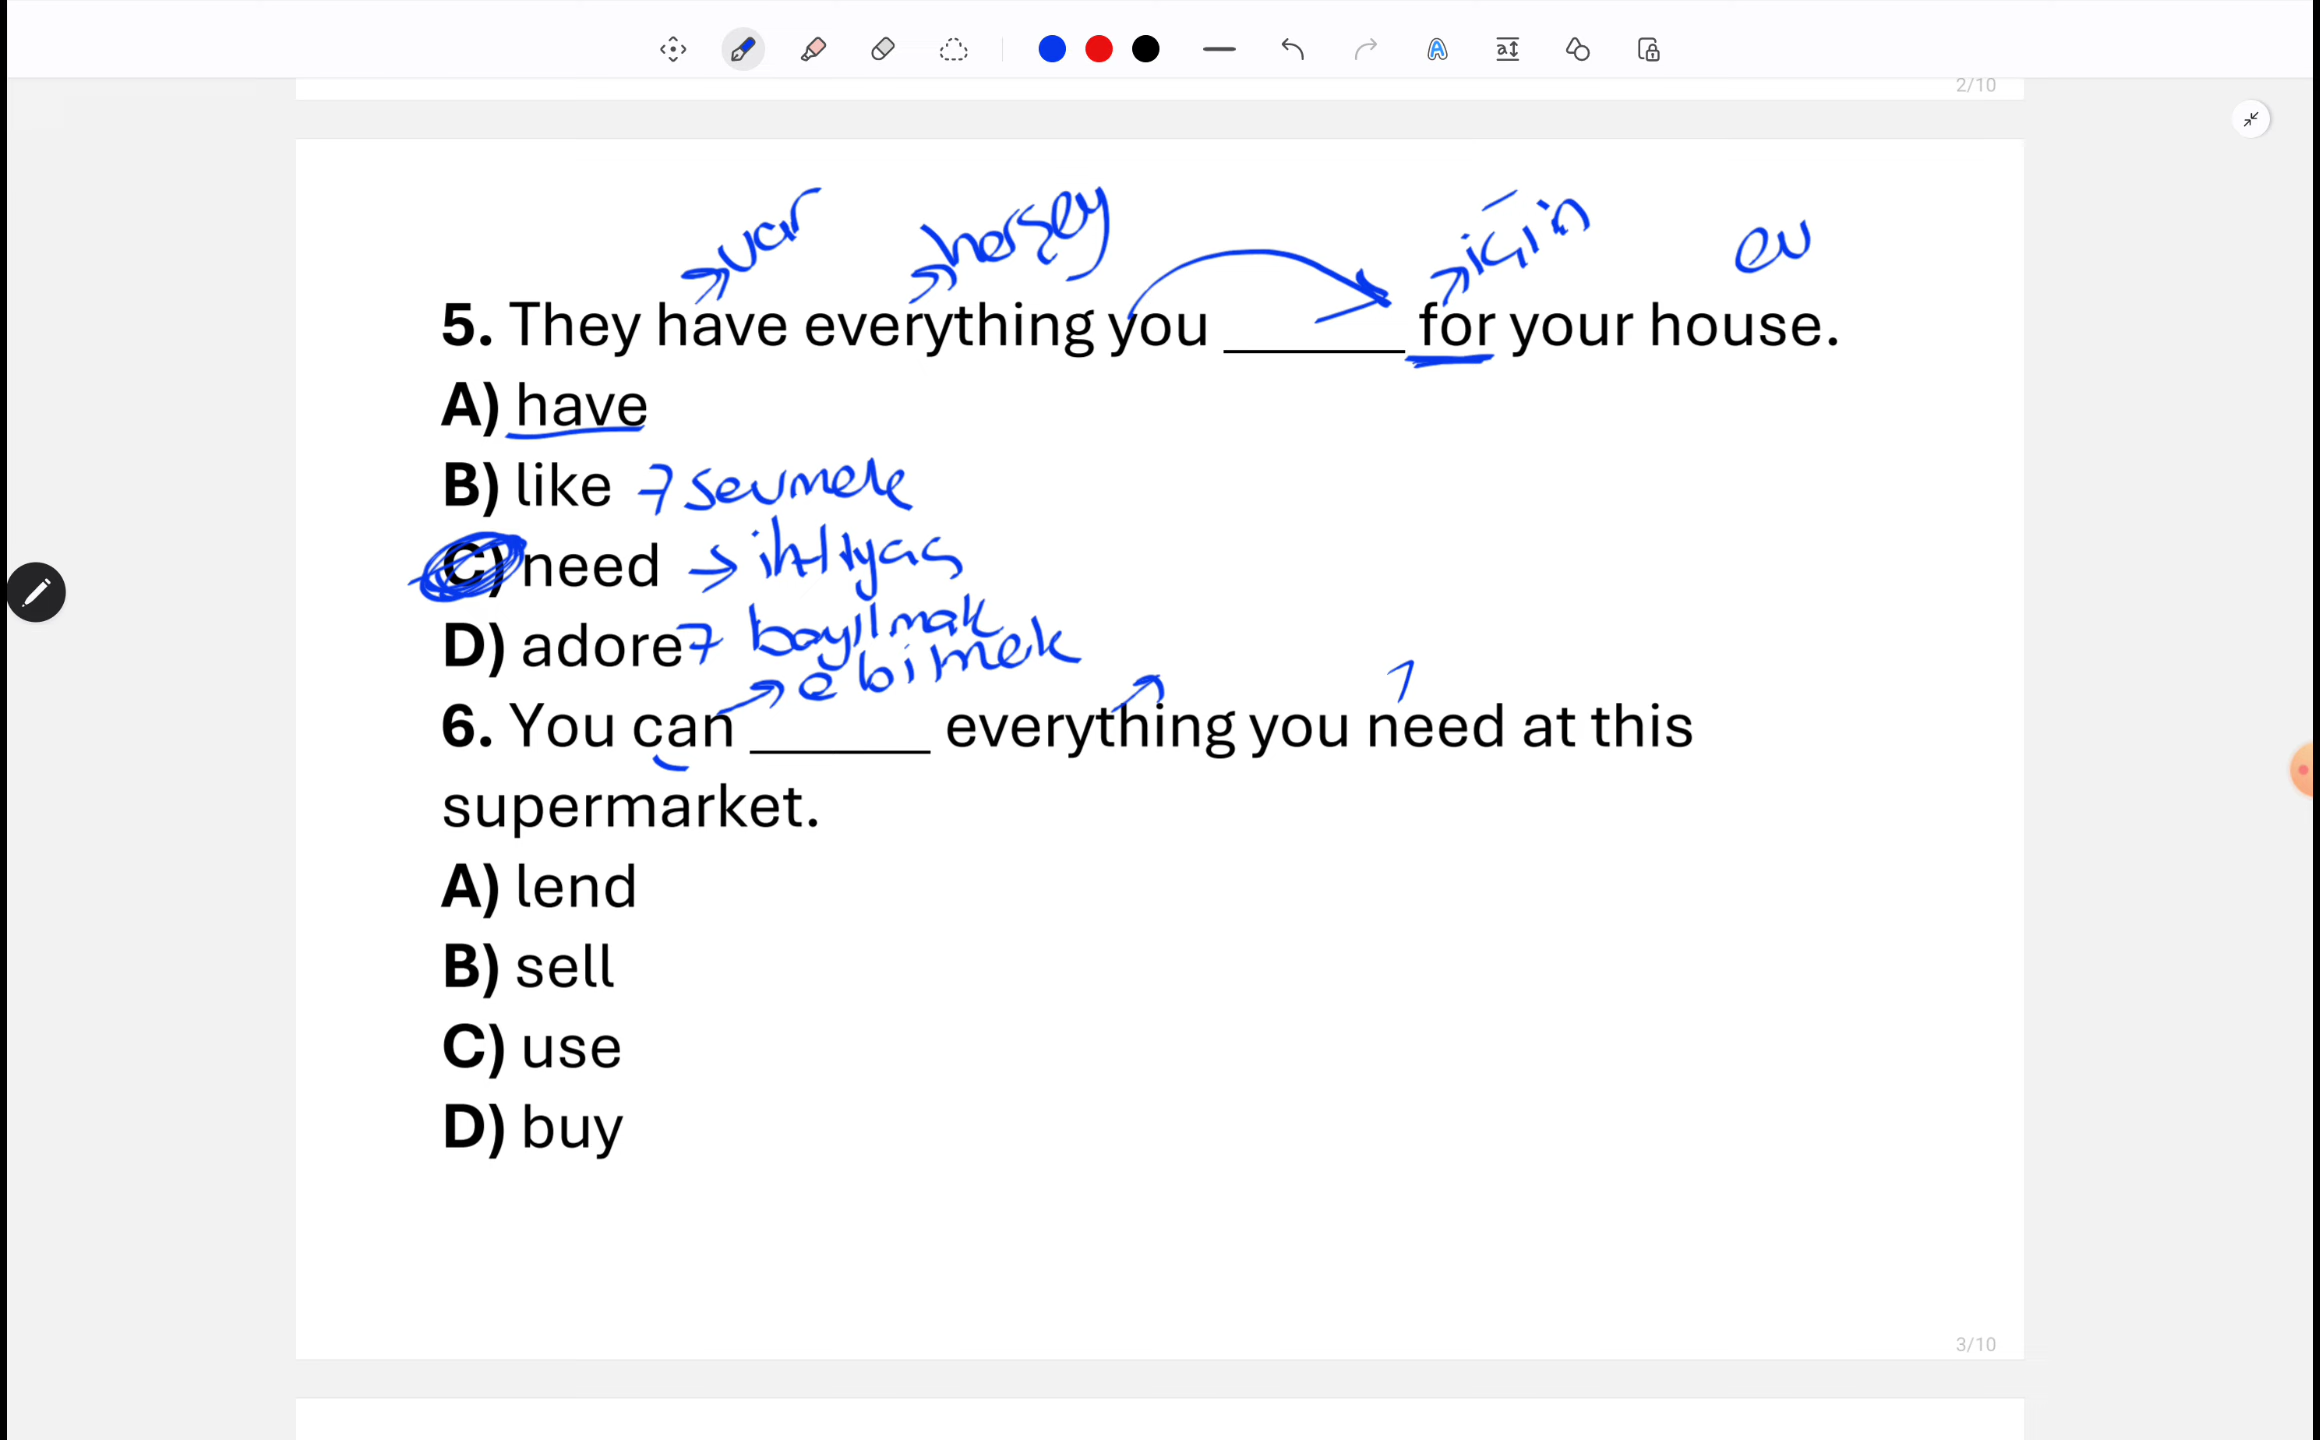 2/10
var herşey için ev
5. They have everything you ______ for your house.
A) have
B) like sevmek
C) need ihtiyaç
D) adore bayılmak
ebilmek
6. You can ______ everything you need at this
supermarket.
A) lend
B) sell
C) use
D) buy
3/10